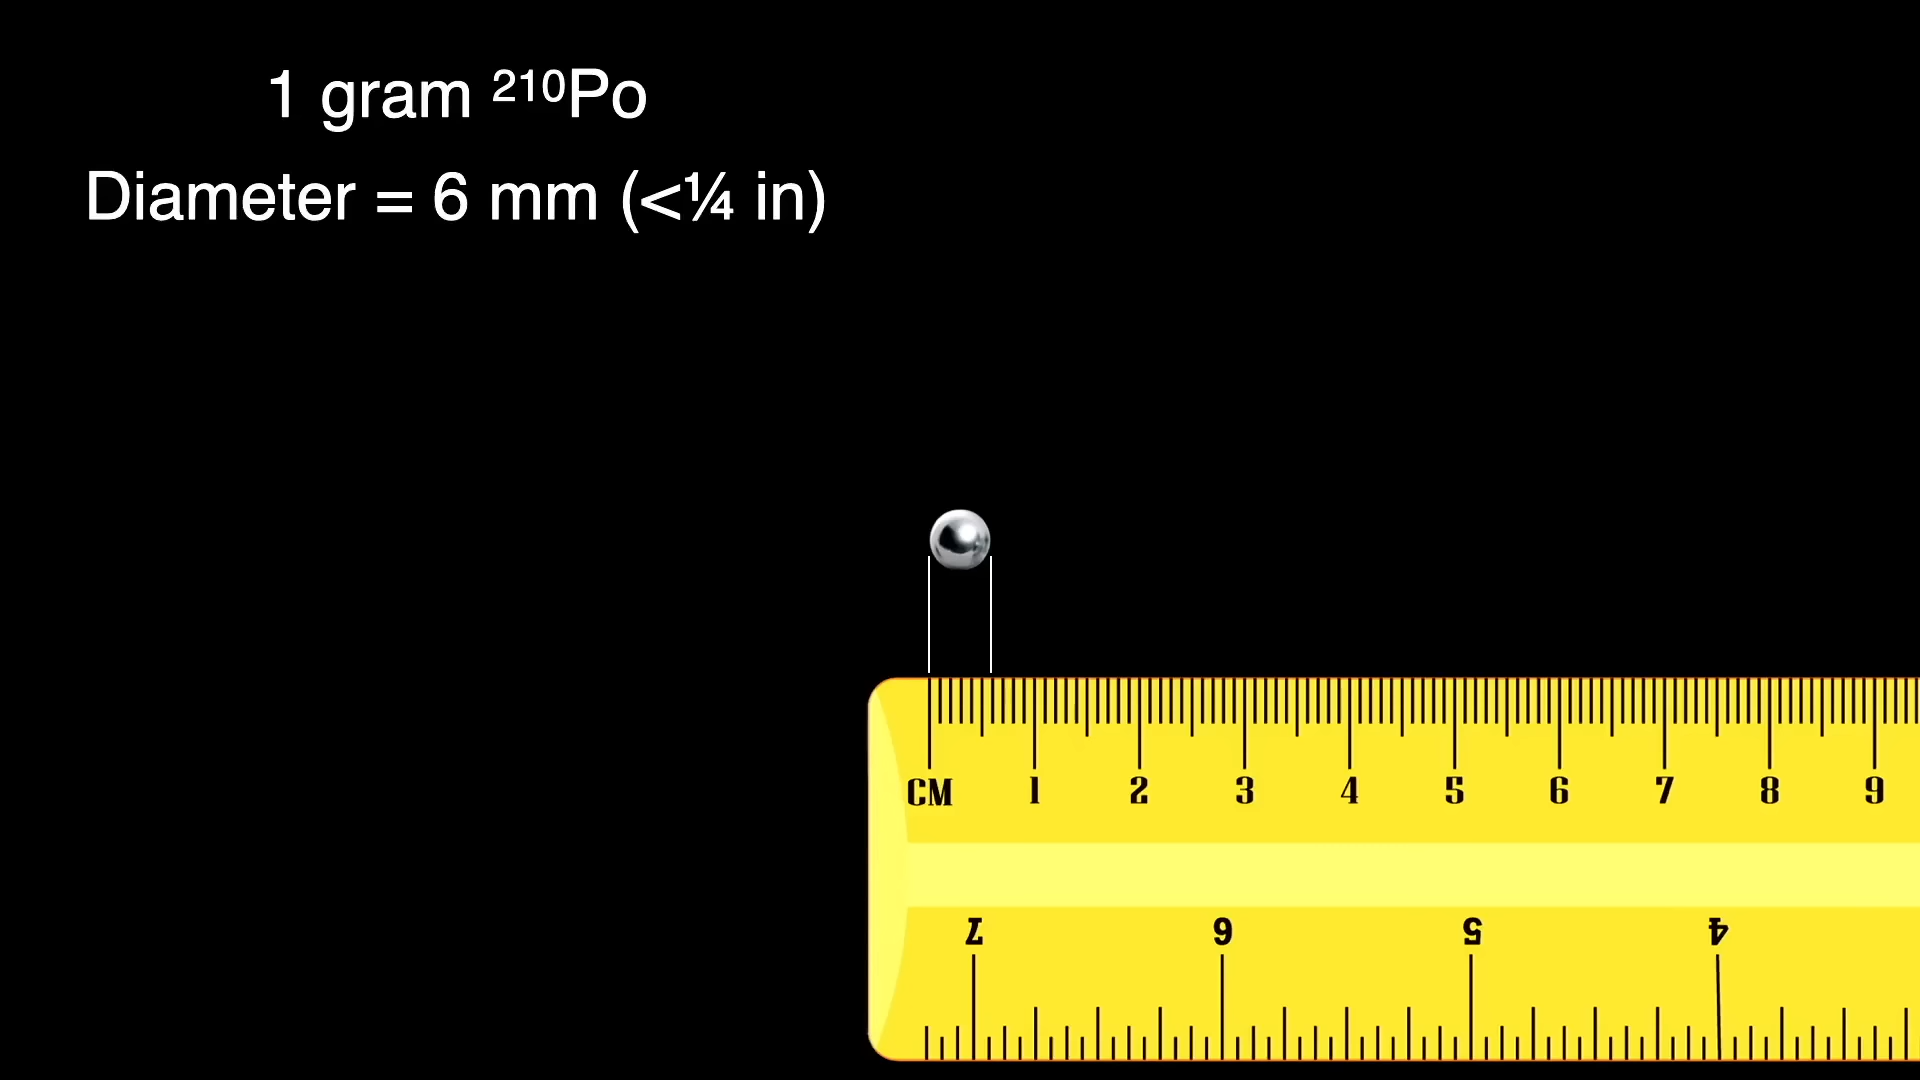 1 gram ²¹⁰Po
Diameter = 6 mm (<¼ in)
CM 1 2 3 4 5 6 7 8 9
7 6 5 4